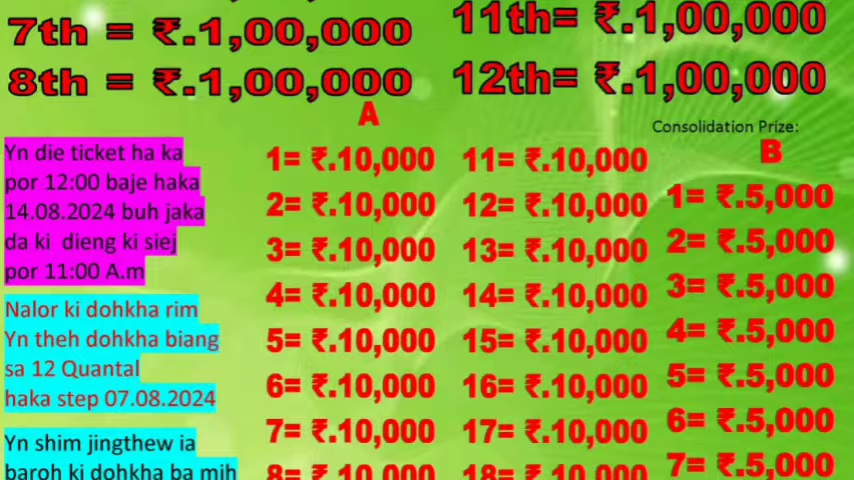 7th = ₹.1,00,000
8th = ₹.1,00,000
11th= ₹.1,00,000
12th= ₹.1,00,000
Yn die ticket ha ka
por 12:00 baje haka
14.08.2024 buh jaka
da ki dieng ki siej
por 11:00 A.m
Nalor ki dohkha rim
Yn theh dohkha biang
sa 12 Quantal
haka step 07.08.2024
Yn shim jingthew ia
baroh ki dohkha ba mih
A
1= ₹.10,000
2= ₹.10,000
3= ₹.10,000
4= ₹.10,000
5= ₹.10,000
6= ₹.10,000
7= ₹.10,000
8= ₹.10,000
11= ₹.10,000
12= ₹.10,000
13= ₹.10,000
14= ₹.10,000
15= ₹.10,000
16= ₹.10,000
17= ₹.10,000
18= ₹.10,000
Consolidation Prize:
B
1= ₹.5,000
2= ₹.5,000
3= ₹.5,000
4= ₹.5,000
5= ₹.5,000
6= ₹.5,000
7= ₹.5,000